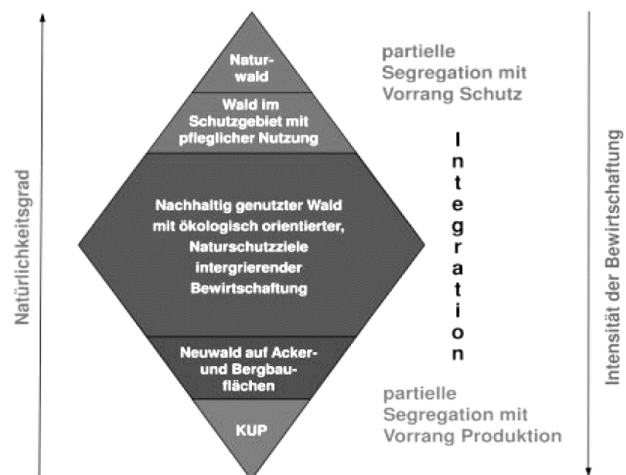 Natürlichkeitsgrad
Natur-
wald
Wald im
Schutzgebiet mit
pfleglicher Nutzung
Nachhaltig genutzter Wald
mit ökologisch orientierter,
Naturschutzziele
intergrierender
Bewirtschaftung
Neuwald auf Acker-
und Bergbau-
flächen
KUP
partielle
Segregation mit
Vorrang Schutz
Integration
partielle
Segregation mit
Vorrang Produktion
Intensität der Bewirtschaftung